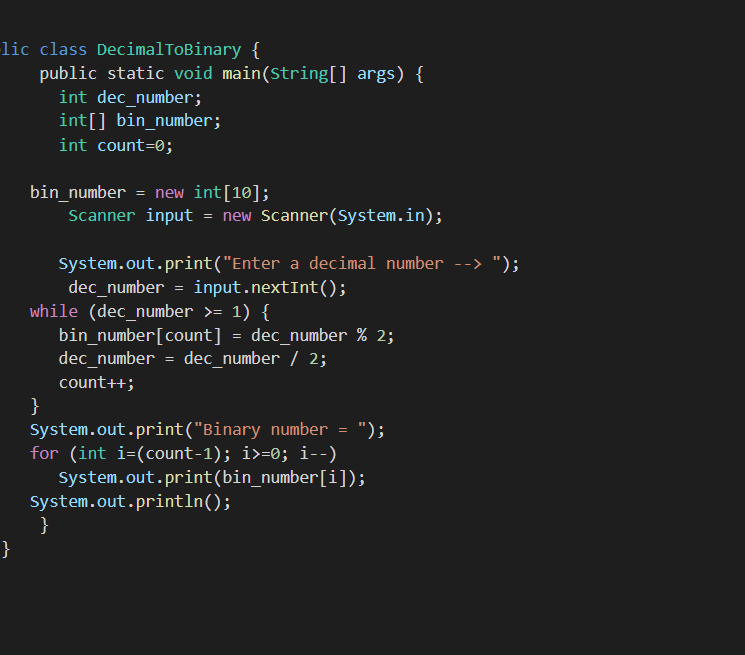 lic class DecimalToBinary {
public static void main(String[] args) {
int dec_number;
int[] bin_number;
int count=0;
bin_number = new int[10];
Scanner input = new Scanner(System.in);
System.out.print("Enter a decimal number --> ");
dec_number = input.nextInt();
while (dec_number >= 1) {
bin_number[count] = dec_number % 2;
dec_number = dec_number / 2;
count++;
}
System.out.print("Binary number = ");
for (int i=(count-1); i>=0; i--)
System.out.print(bin_number[i]);
System.out.println();
}
}